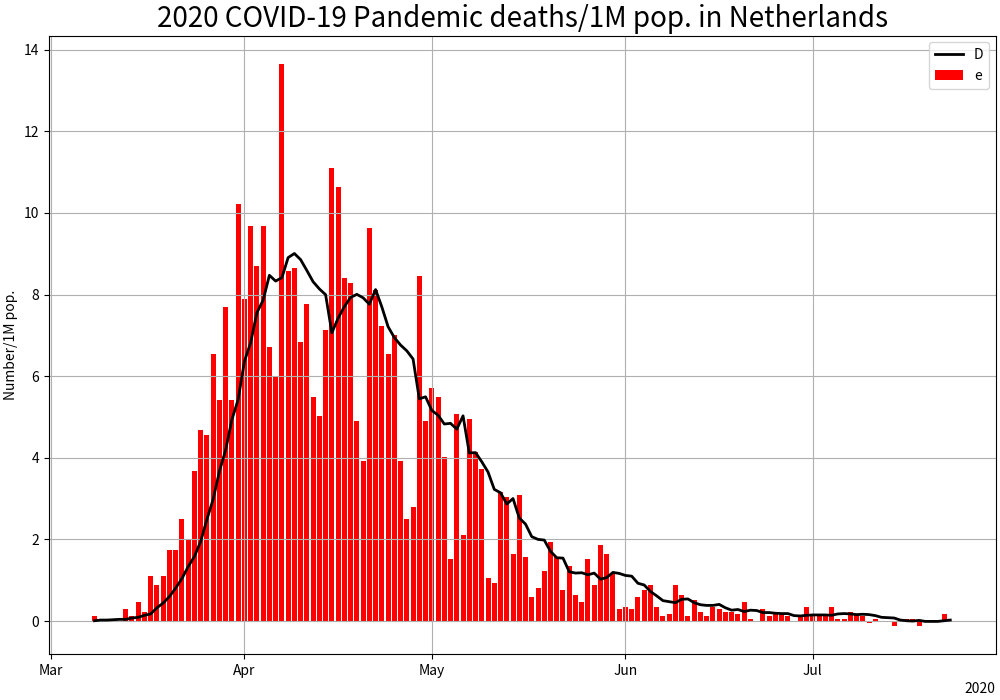 2020 COVID-19 Pandemic deaths/1M pop. in Netherlands
D
e
Number/1M pop.
14
12
10
8
6
4
2
0
Mar Apr May Jun Jul
2020